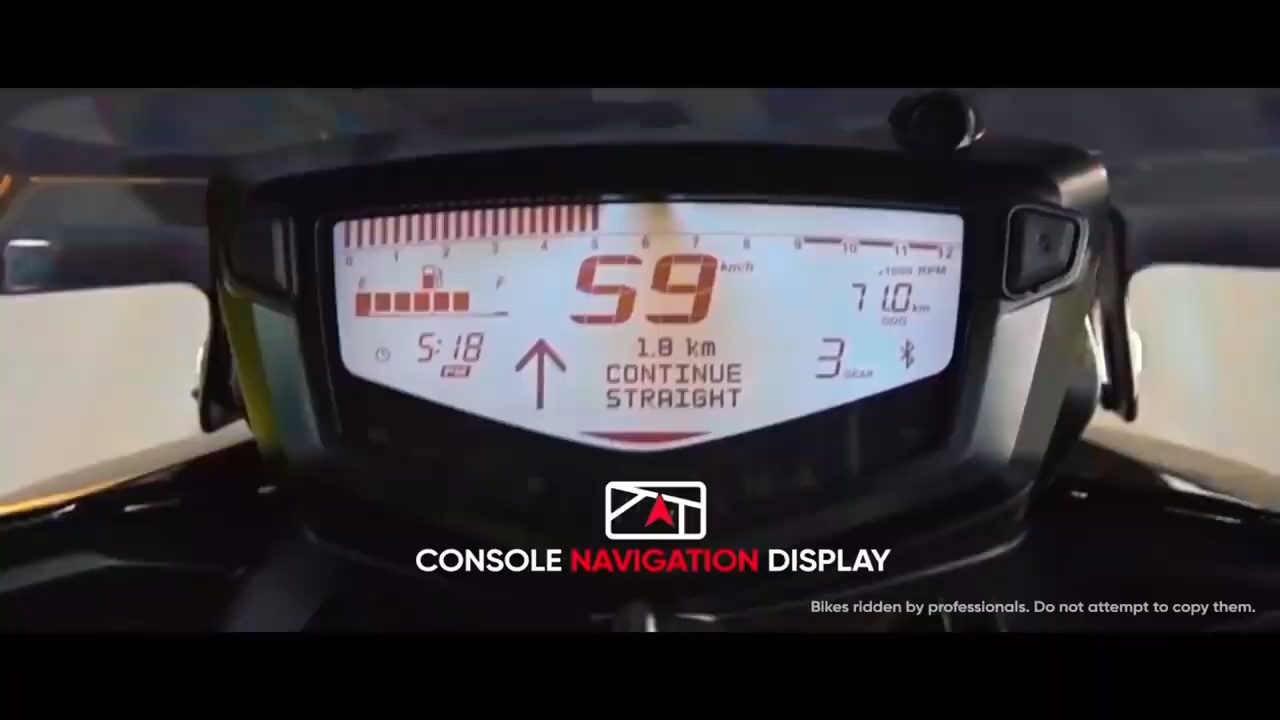 0 1 2 3 4 5 6 7 8 9 10 11 12
x1000 RPM
E F
59 km/h
71.0 km
ODO
5:18
PM
1.8 km
CONTINUE
STRAIGHT
3 GEAR
CONSOLE NAVIGATION DISPLAY
Bikes ridden by professionals. Do not attempt to copy them.